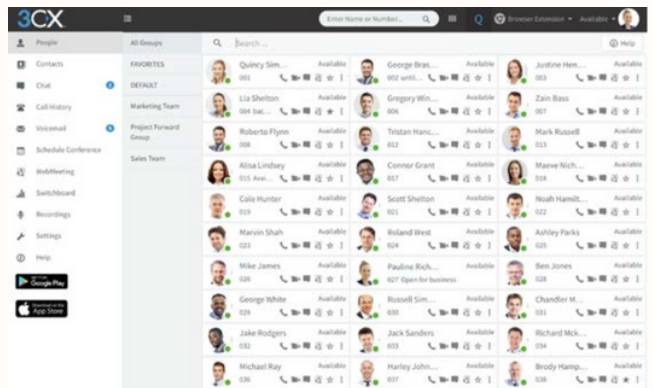 3CX
Enter Name or Number...
Q
Browser Extension
Available
People
Contacts
Chat
Call History
Voicemail
Schedule Conference
WebMeeting
Switchboard
Recordings
Settings
Help
Google Play
App Store
All Groups
FAVORITES
DEFAULT
Marketing Team
Project Forward
Group
Sales Team
Search ...
Help
Quincy Sim... Available
001
George Bras... Available
002 until...
Justine Hen... Available
003
Lia Shelton Available
004 bac...
Gregory Win... Available
006
Zain Bass Available
007
Roberto Flynn Available
008
Tristan Hanc... Available
012
Mark Russell Available
013
Alisa Lindsey Available
015 Avai...
Connor Grant Available
017
Maeve Nich... Available
018
Cole Hunter Available
019
Scott Shelton Available
021
Noah Hamilt... Available
022
Marvin Shah Available
023
Roland West Available
024
Ashley Parks Available
025
Mike James Available
026
Pauline Rich... Available
027 Open for business
Ben Jones Available
028
George White Available
029
Russell Sim... Available
030
Chandler M... Available
031
Jake Rodgers Available
032
Jack Sanders Available
033
Richard Mck... Available
034
Michael Ray Available
036
Harley John... Available
037
Brody Hamp... Available